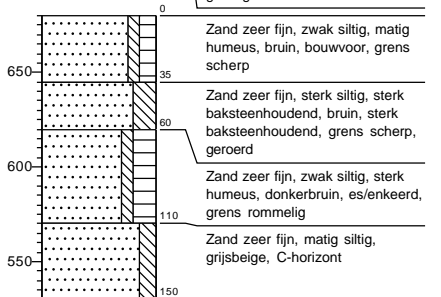 0
Zand zeer fijn, zwak siltig, matig
humeus, bruin, bouwvoor, grens
scherp
650
35
Zand zeer fijn, sterk siltig, sterk
baksteenhoudend, bruin, sterk
baksteenhoudend, grens scherp,
geroerd
60
600
Zand zeer fijn, zwak siltig, sterk
humeus, donkerbruin, es/enkeerd,
grens rommelig
110
Zand zeer fijn, matig siltig,
grijsbeige, C-horizont
550
150